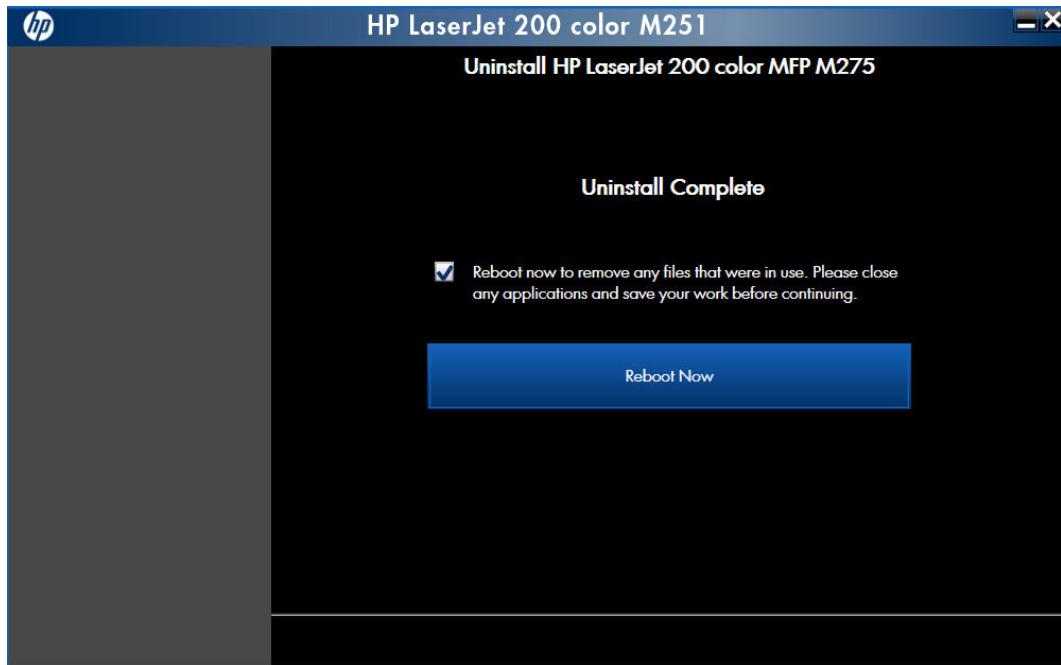 hp
HP LaserJet 200 color M251
Uninstall HP LaserJet 200 color MFP M275
Uninstall Complete
Reboot now to remove any files that were in use. Please close
any applications and save your work before continuing.
Reboot Now